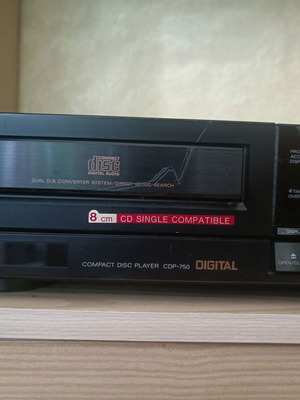 COMPACT
disc
DIGITAL AUDIO
DUAL D/A CONVERTER SYSTEM/DIRECT MUSIC SEARCH
8 cm CD SINGLE COMPATIBLE
COMPACT DISC PLAYER CDP-750 DIGITAL